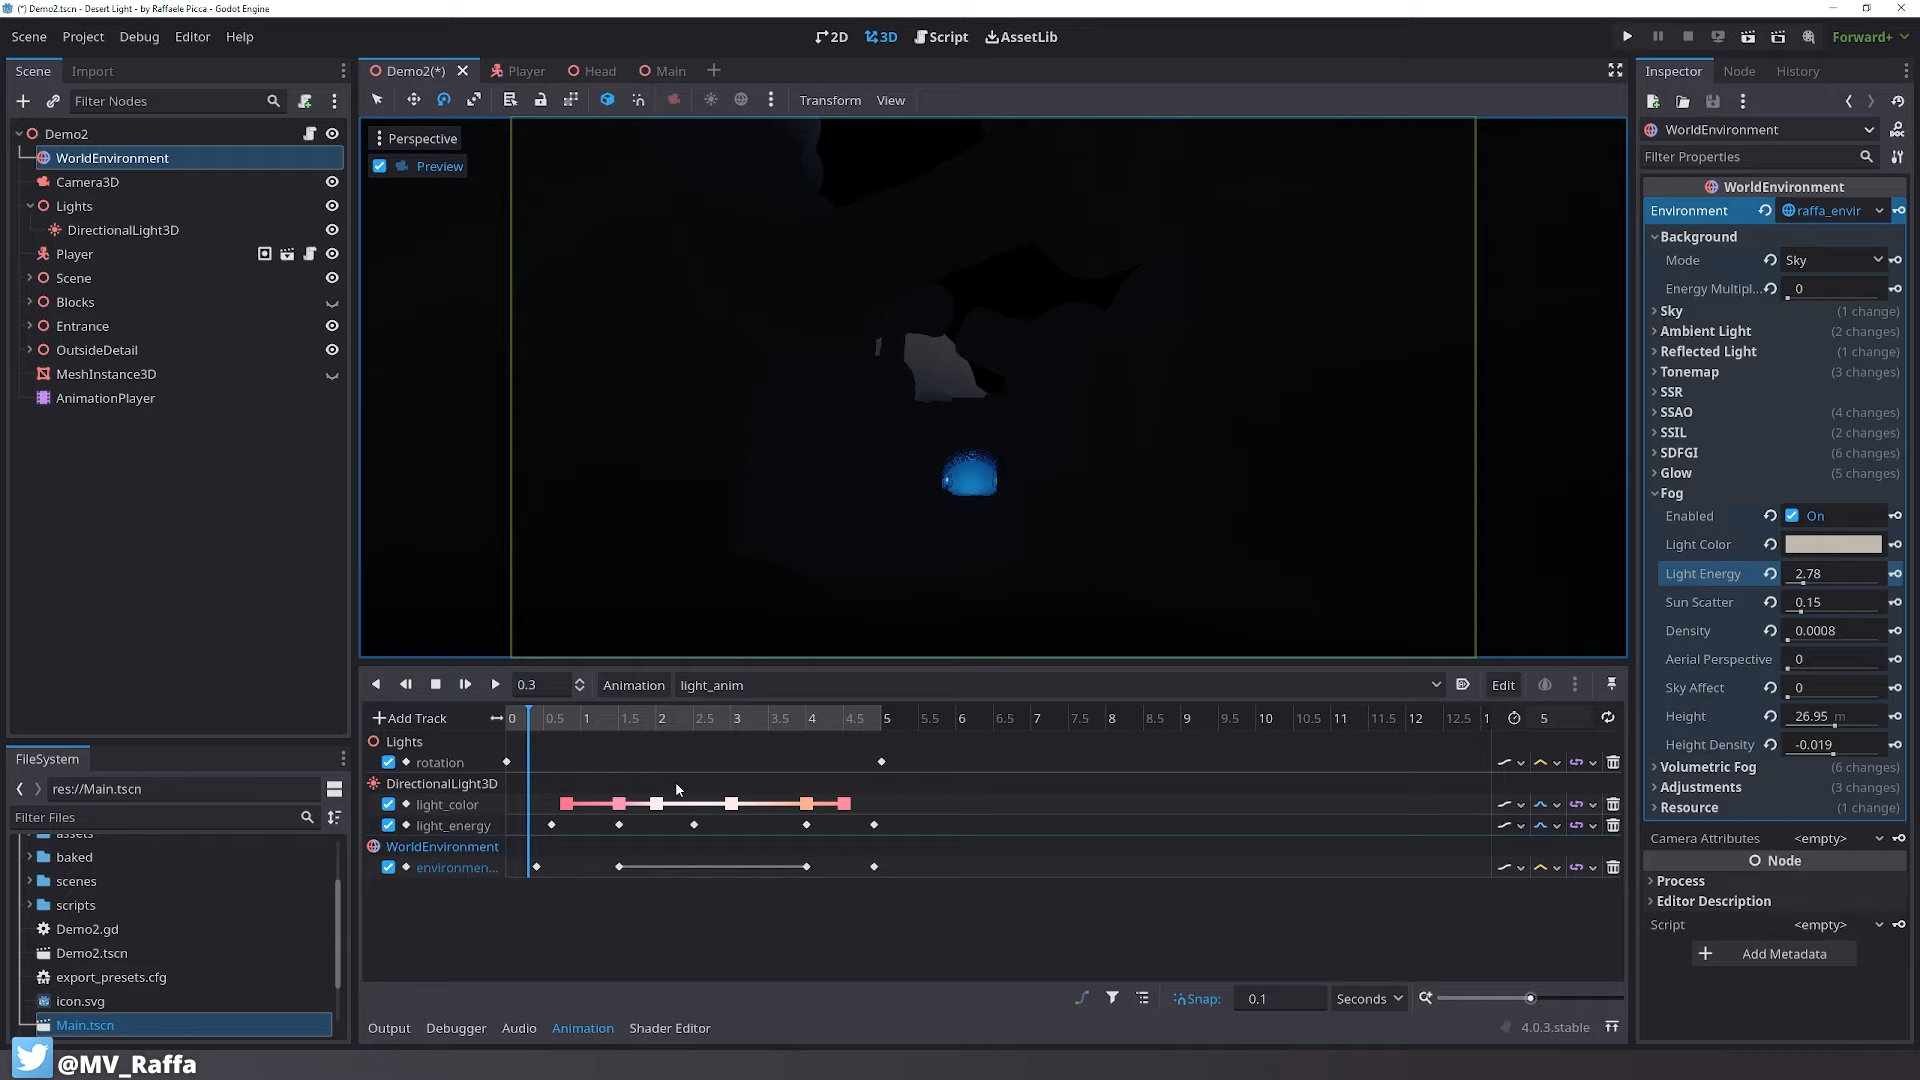 (*) Demo2.tscn - Desert Light - by Raffaele Picca - Godot Engine
Scene Project Debug Editor Help
2D 3D Script AssetLib
Forward+
Scene Import
Filter Nodes
Demo2
WorldEnvironment
Camera3D
Lights
DirectionalLight3D
Player
Scene
Blocks
Entrance
OutsideDetail
MeshInstance3D
AnimationPlayer
FileSystem
res://Main.tscn
Filter Files
assets
baked
scenes
scripts
Demo2.gd
Demo2.tscn
export_presets.cfg
icon.svg
Main.tscn
@MV_Raffa
Demo2(*) Player Head Main
Transform View
Perspective
Preview
0.3 Animation light_anim Edit
Add Track 0 0.5 1 1.5 2 2.5 3 3.5 4 4.5 5 5.5 6 6.5 7 7.5 8 8.5 9 9.5 10 10.5 11 11.5 12 12.5 1 5
Lights
rotation
DirectionalLight3D
light_color
light_energy
WorldEnvironment
environmen...
Snap: 0.1 Seconds
Output Debugger Audio Animation Shader Editor 4.0.3.stable
Inspector Node History
WorldEnvironment
Filter Properties
WorldEnvironment
Environment raffa_envir
Background
Mode Sky
Energy Multipl... 0
Sky (1 change)
Ambient Light (2 changes)
Reflected Light (1 change)
Tonemap (3 changes)
SSR
SSAO (4 changes)
SSIL (2 changes)
SDFGI (6 changes)
Glow (5 changes)
Fog
Enabled On
Light Color
Light Energy 2.78
Sun Scatter 0.15
Density 0.0008
Aerial Perspective 0
Sky Affect 0
Height 26.95 m
Height Density -0.019
Volumetric Fog (6 changes)
Adjustments (3 changes)
Resource (1 change)
Camera Attributes <empty>
Node
Process
Editor Description
Script <empty>
Add Metadata